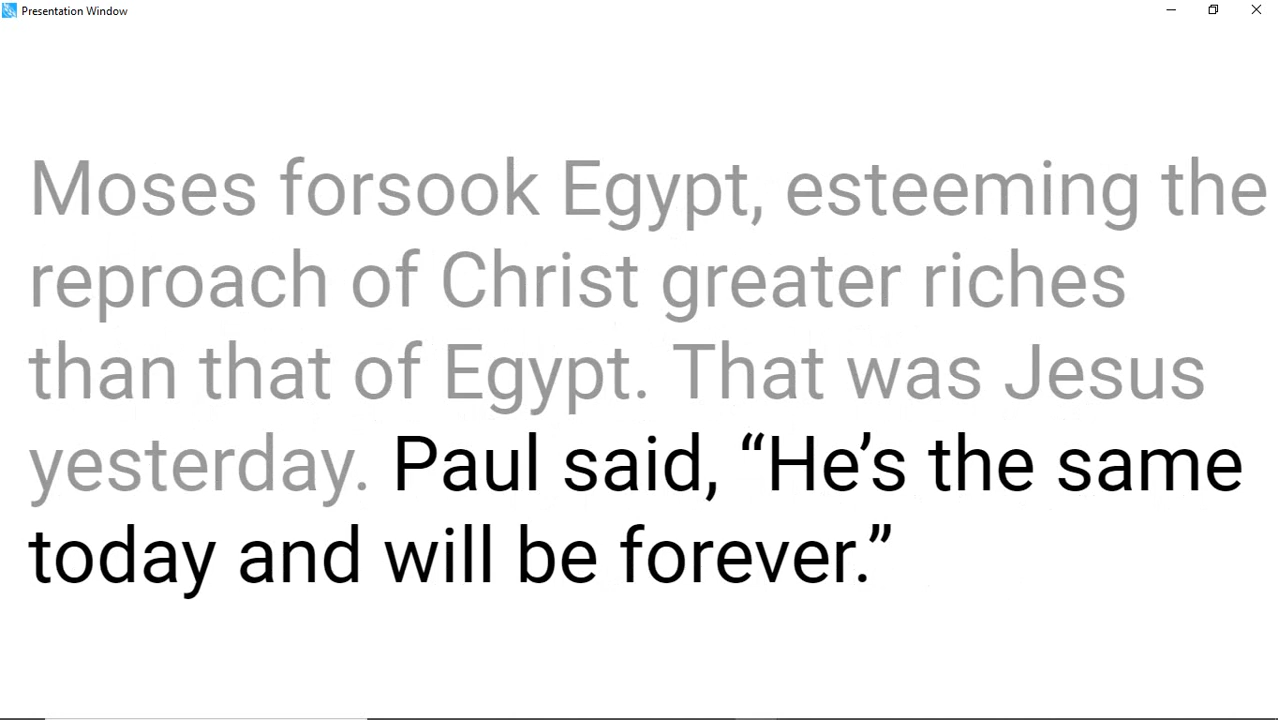 Presentation Window
Moses forsook Egypt, esteeming the
reproach of Christ greater riches
than that of Egypt. That was Jesus
yesterday. Paul said, “He’s the same
today and will be forever.”